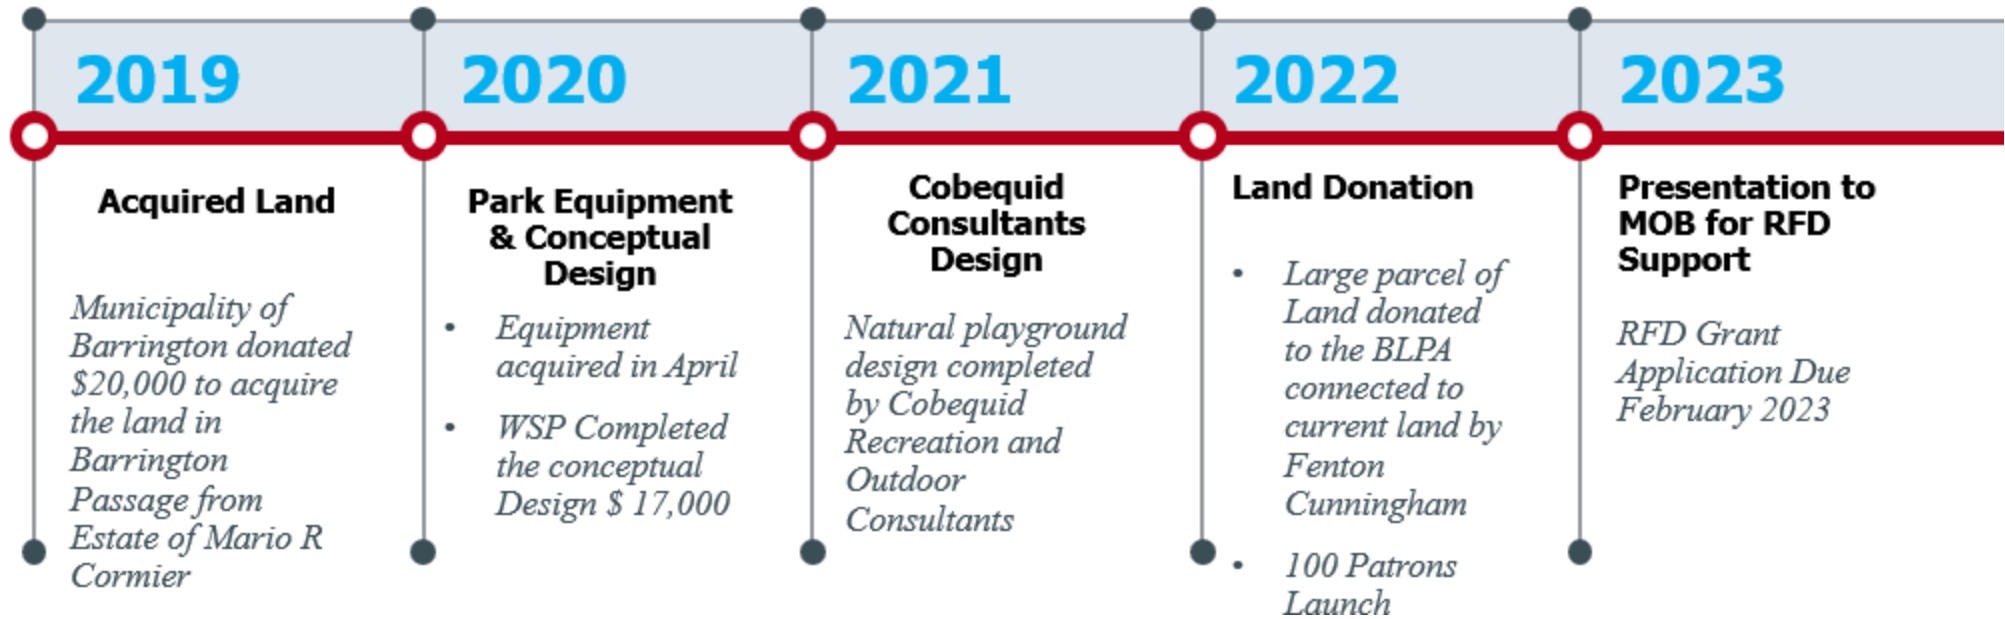 2019
Acquired Land
Municipality of
Barrington donated
$20,000 to acquire
the land in
Barrington
Passage from
Estate of Mario R
Cormier
2020
Park Equipment
& Conceptual
Design
• Equipment
acquired in April
• WSP Completed
the conceptual
Design $ 17,000
2021
Cobequid
Consultants
Design
Natural playground
design completed
by Cobequid
Recreation and
Outdoor
Consultants
2022
Land Donation
• Large parcel of
Land donated
to the BLPA
connected to
current land by
Fenton
Cunningham
• 100 Patrons
Launch
2023
Presentation to
MOB for RFD
Support
RFD Grant
Application Due
February 2023